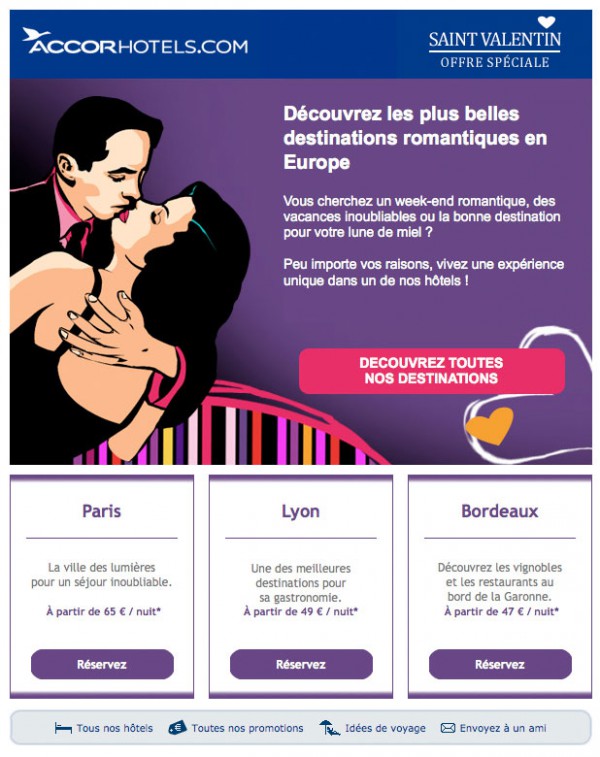 ACCORHOTELS.COM
SAINT VALENTIN
OFFRE SPÉCIALE
Découvrez les plus belles
destinations romantiques en
Europe
Vous cherchez un week-end romantique, des
vacances inoubliables ou la bonne destination
pour votre lune de miel ?
Peu importe vos raisons, vivez une expérience
unique dans un de nos hôtels !
DECOUVREZ TOUTES
NOS DESTINATIONS
Paris
La ville des lumières
pour un séjour inoubliable.
À partir de 65 € / nuit*
Réservez
Lyon
Une des meilleures
destinations pour
sa gastronomie.
À partir de 49 € / nuit*
Réservez
Bordeaux
Découvrez les vignobles
et les restaurants au
bord de la Garonne.
À partir de 47 € / nuit*
Réservez
Tous nos hôtels
€ Toutes nos promotions
Idées de voyage
Envoyez à un ami